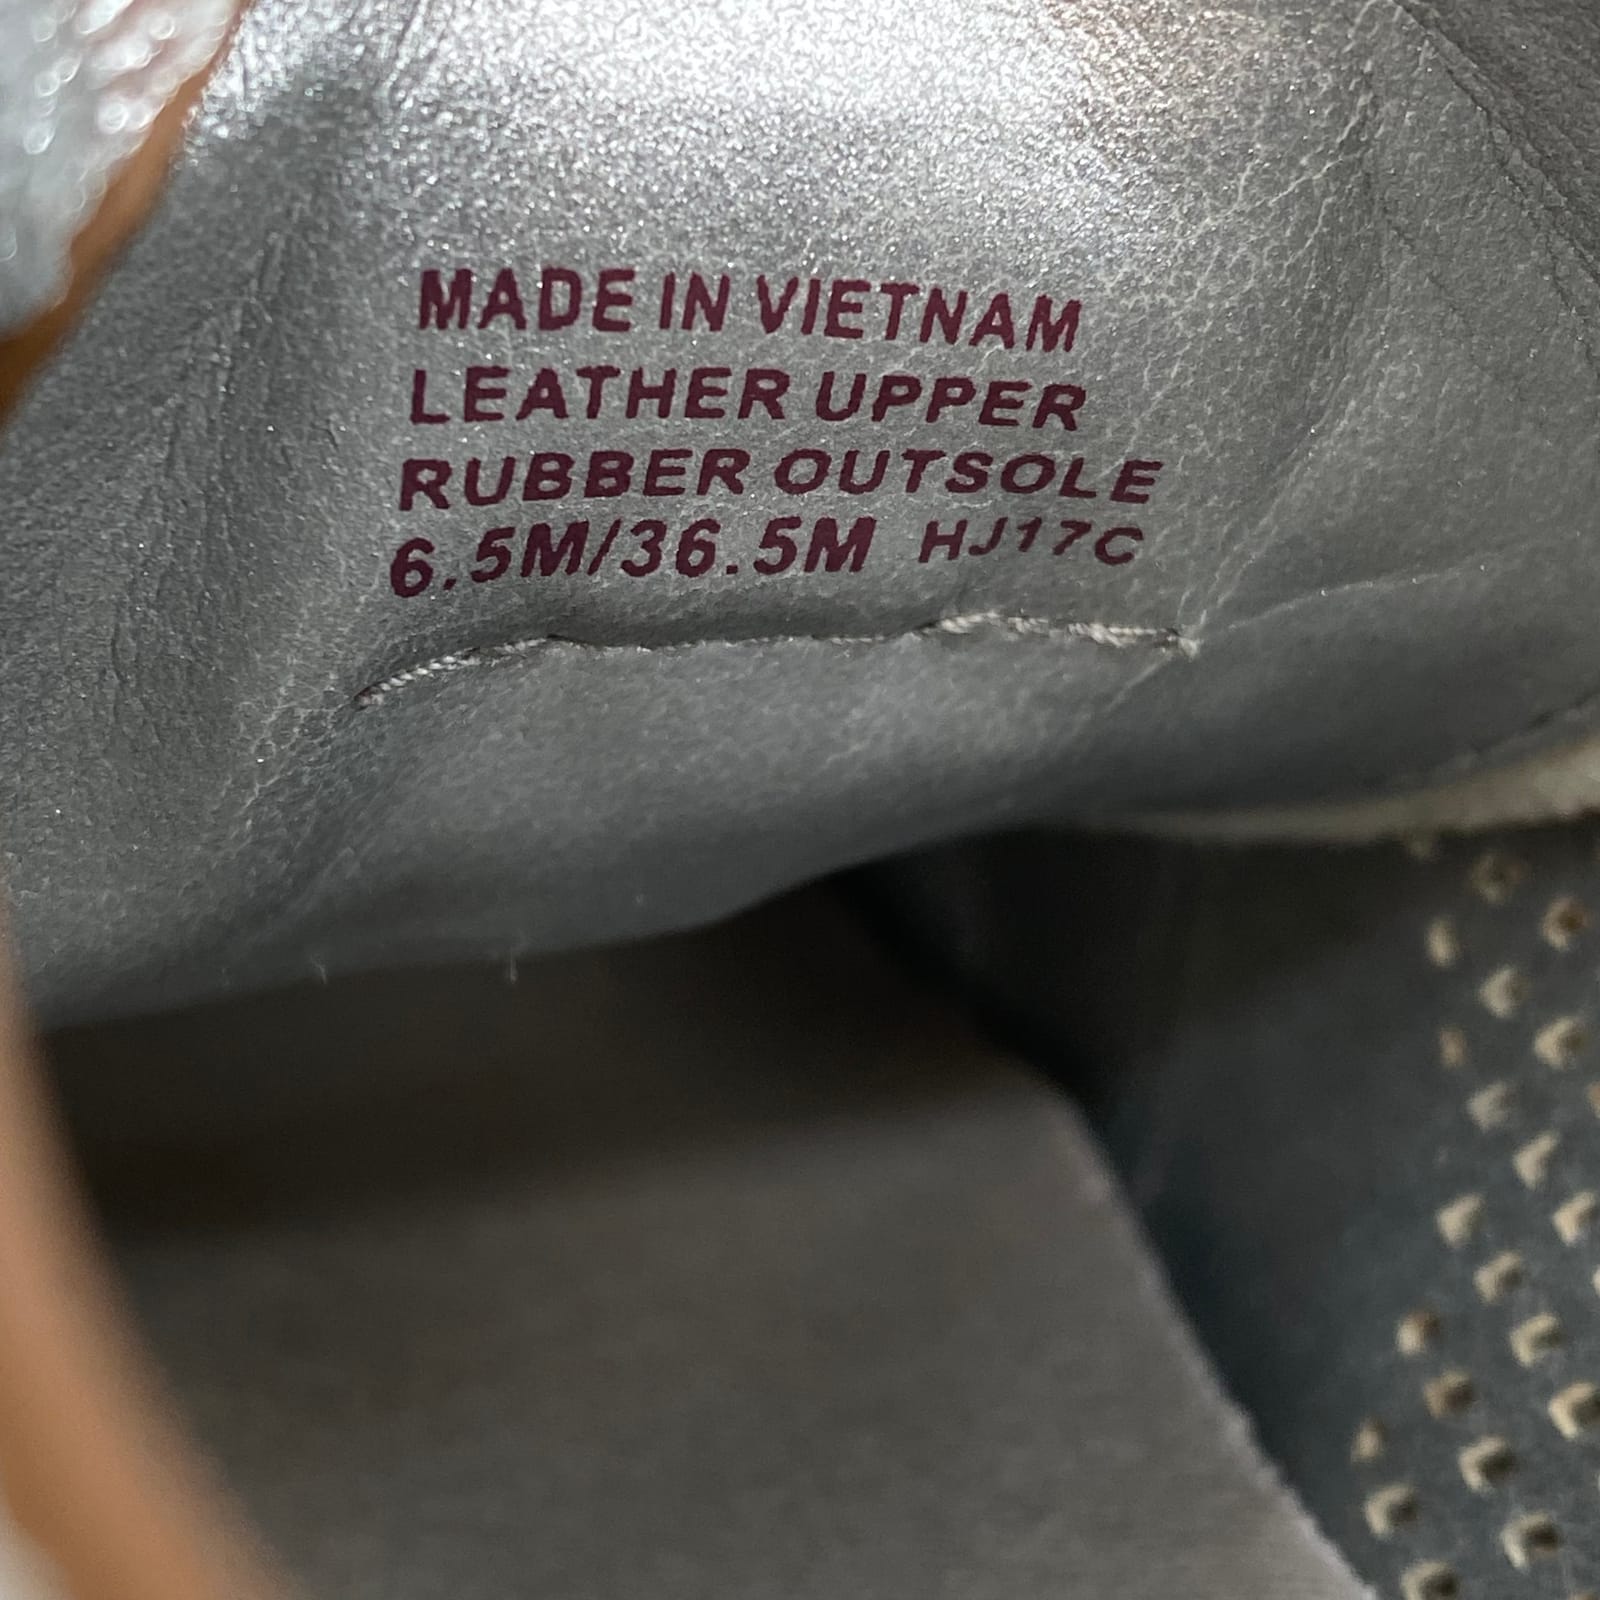 MADE IN VIETNAM
LEATHER UPPER
RUBBER OUTSOLE
6.5M/36.5M HJ17C